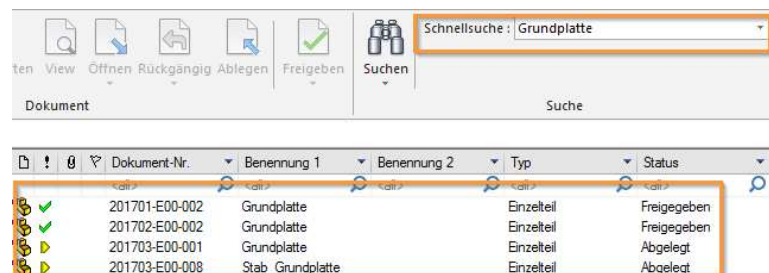 Schnellsuche : Grundplatte
ten View Öffnen Rückgängig Ablegen Freigeben Suchen
Dokument Suche
! Dokument-Nr. Benennung 1 Benennung 2 Typ Status
<all> <all> <all> <all> <all>
201701-E00-002 Grundplatte Einzelteil Freigegeben
201702-E00-002 Grundplatte Einzelteil Freigegeben
201703-E00-001 Grundplatte Einzelteil Abgelegt
201703-E00-008 Stab Grundplatte Einzelteil Abgelegt